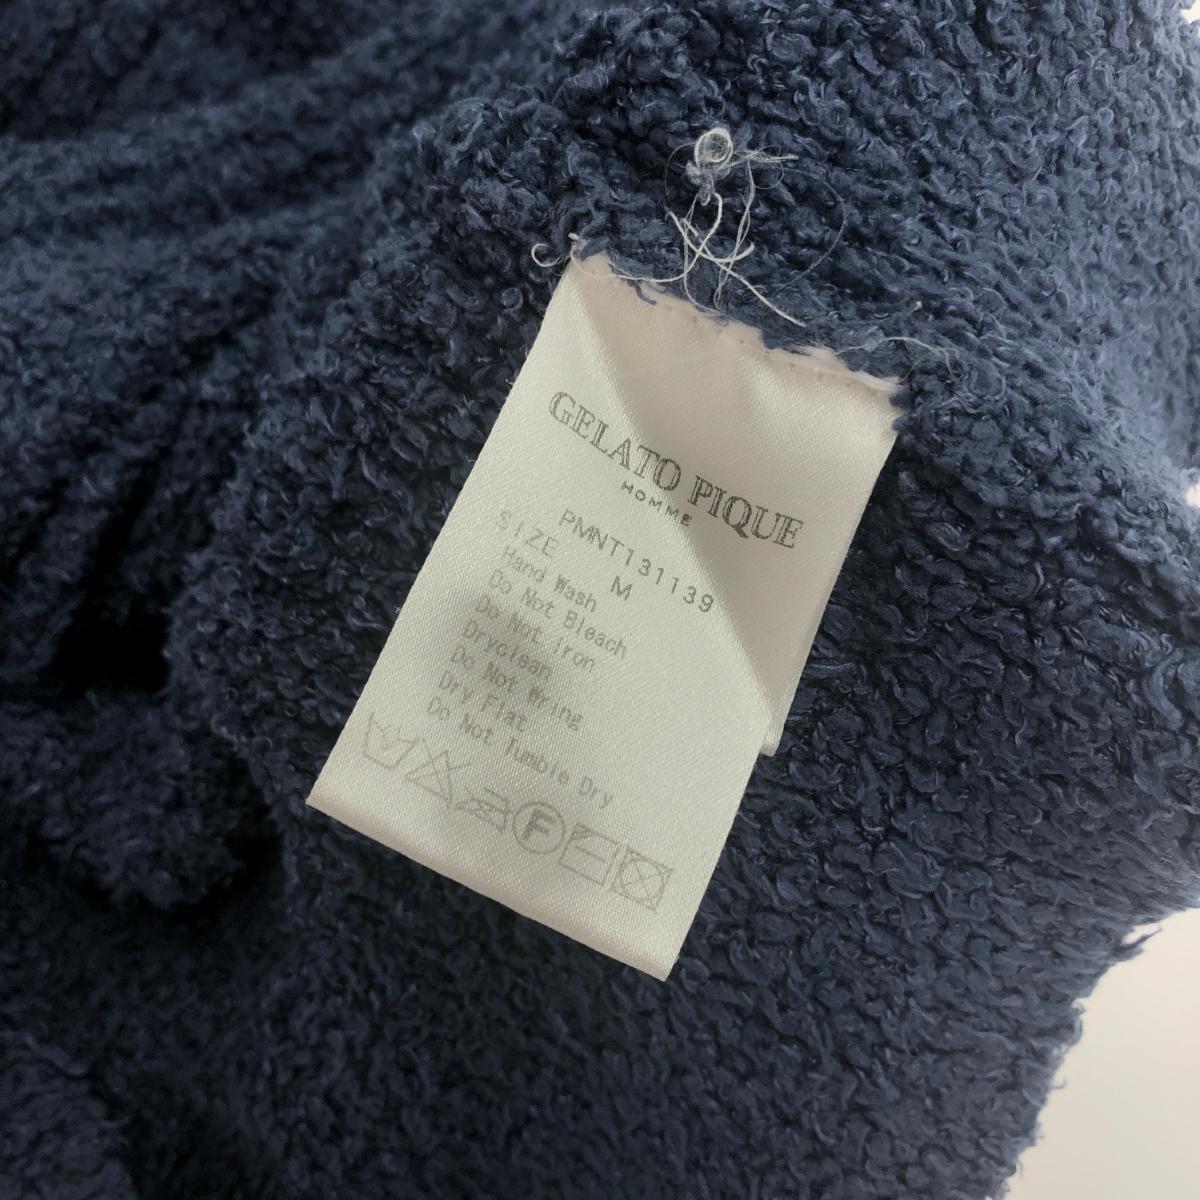 GELATO PIQUE
HOMME
PMNT131139
SIZE M
Hand Wash
Do Not Bleach
Do Not Iron
Dryclean
Do Not Wring
Dry Flat
Do Not Tumble Dry
F